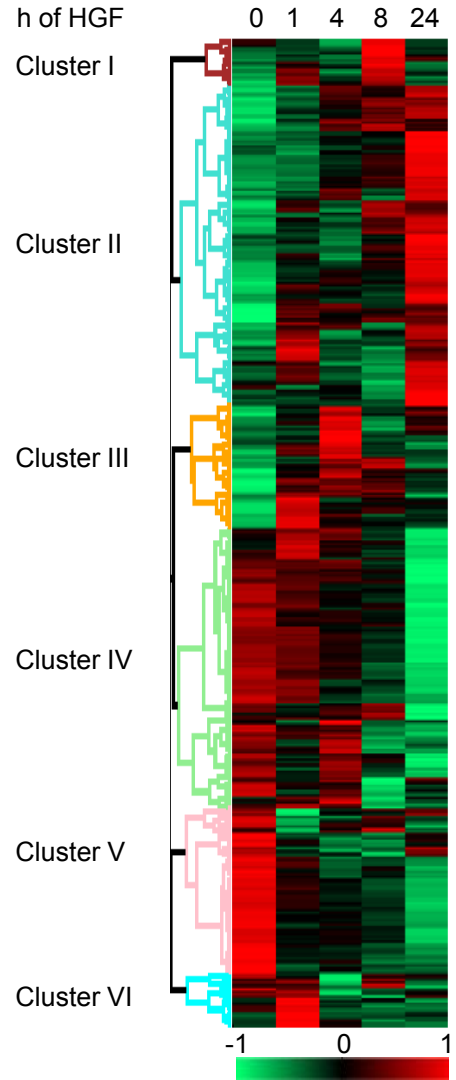 h of HGF 0 1 4 8 24
Cluster I
Cluster II
Cluster III
Cluster IV
Cluster V
Cluster VI
-1 0 1